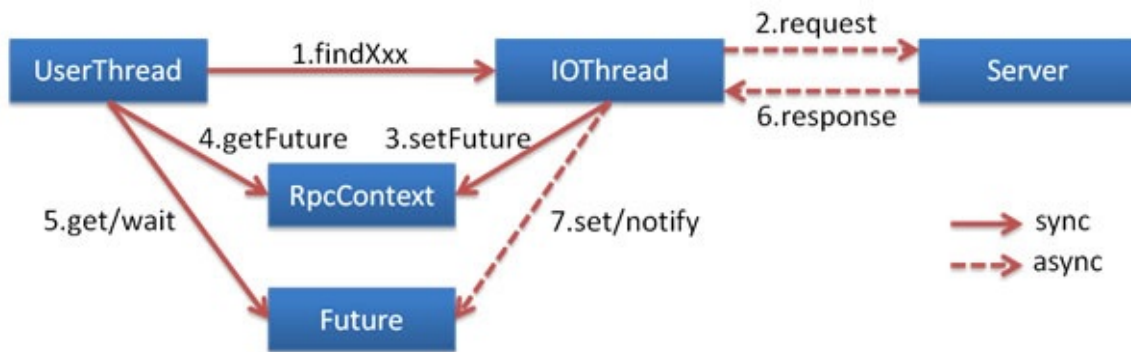 2.request
UserThread
1.findXxx
IOThread
Server
6.response
4.getFuture
3.setFuture
RpcContext
5.get/wait
7.set/notify
sync
async
Future